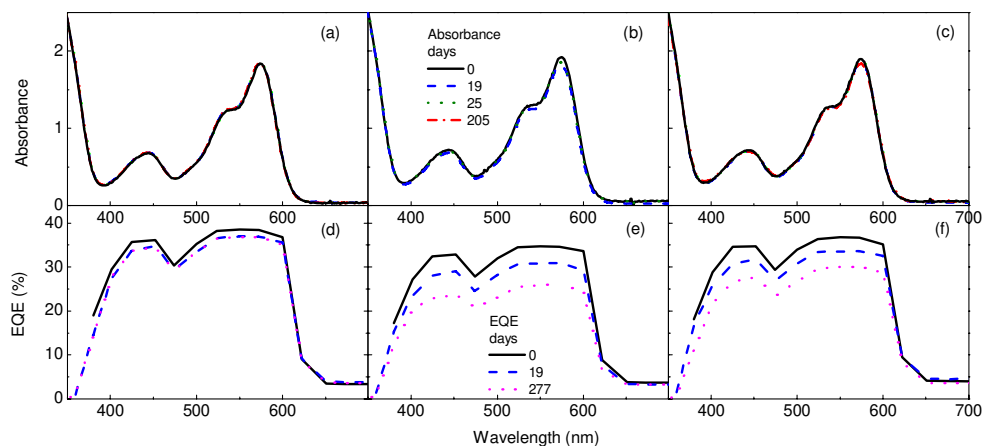 (a)
(b)
(c)
Absorbance
days
0
19
25
205
Absorbance
2
1
0
400 500 600
400 500 600
400 500 600 700
(d)
(e)
(f)
EQE (%)
40
30
20
10
0
EQE
days
0
19
277
400 500 600
400 500 600
400 500 600 700
Wavelength (nm)